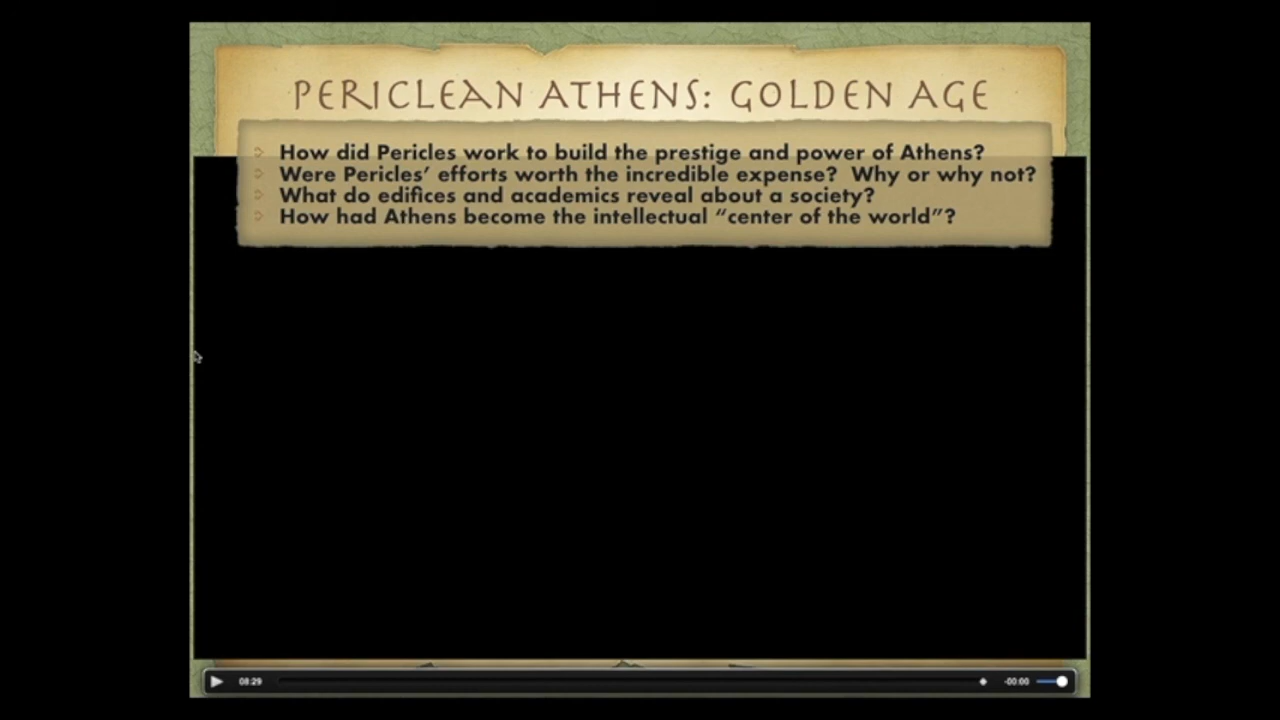 PERICLEAN ATHENS: GOLDEN AGE
How did Pericles work to build the prestige and power of Athens?
Were Pericles’ efforts worth the incredible expense? Why or why not?
What do edifices and academics reveal about a society?
How had Athens become the intellectual “center of the world”?
08:29 -00:00